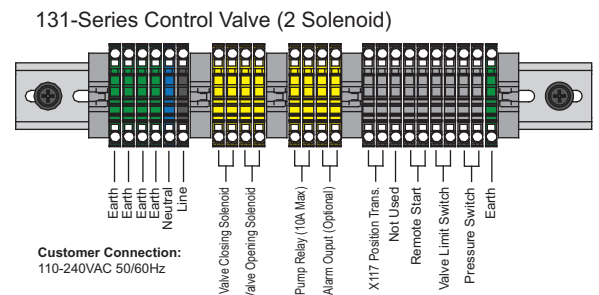 131-Series Control Valve (2 Solenoid)
Earth
Earth
Earth
Earth
Neutral
Line
Valve Closing Solenoid
Valve Opening Solenoid
Pump Relay (10A Max)
Alarm Ouput (Optional)
X117 Position Trans.
Not Used
Remote Start
Valve Limit Switch
Pressure Switch
Earth
Customer Connection:
110-240VAC 50/60Hz